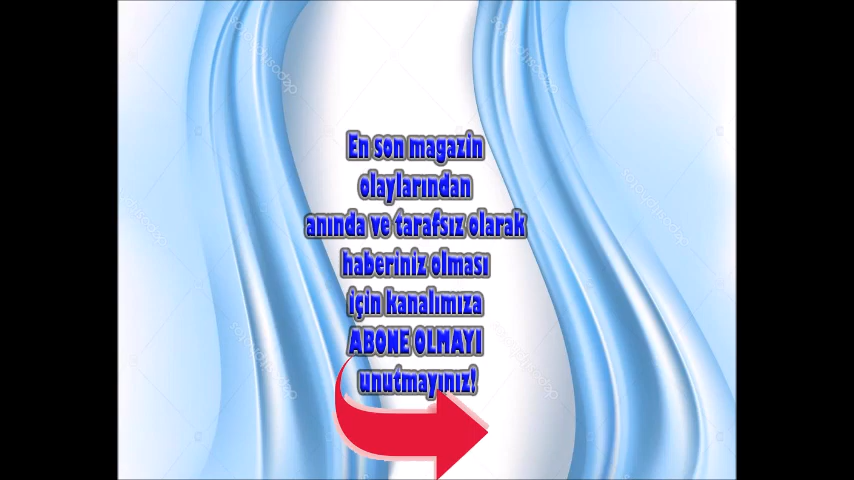 En son magazin
olaylarından
anında ve tarafsız olarak
haberiniz olması
için kanalımıza
ABONE OLMAYI
unutmayınız!